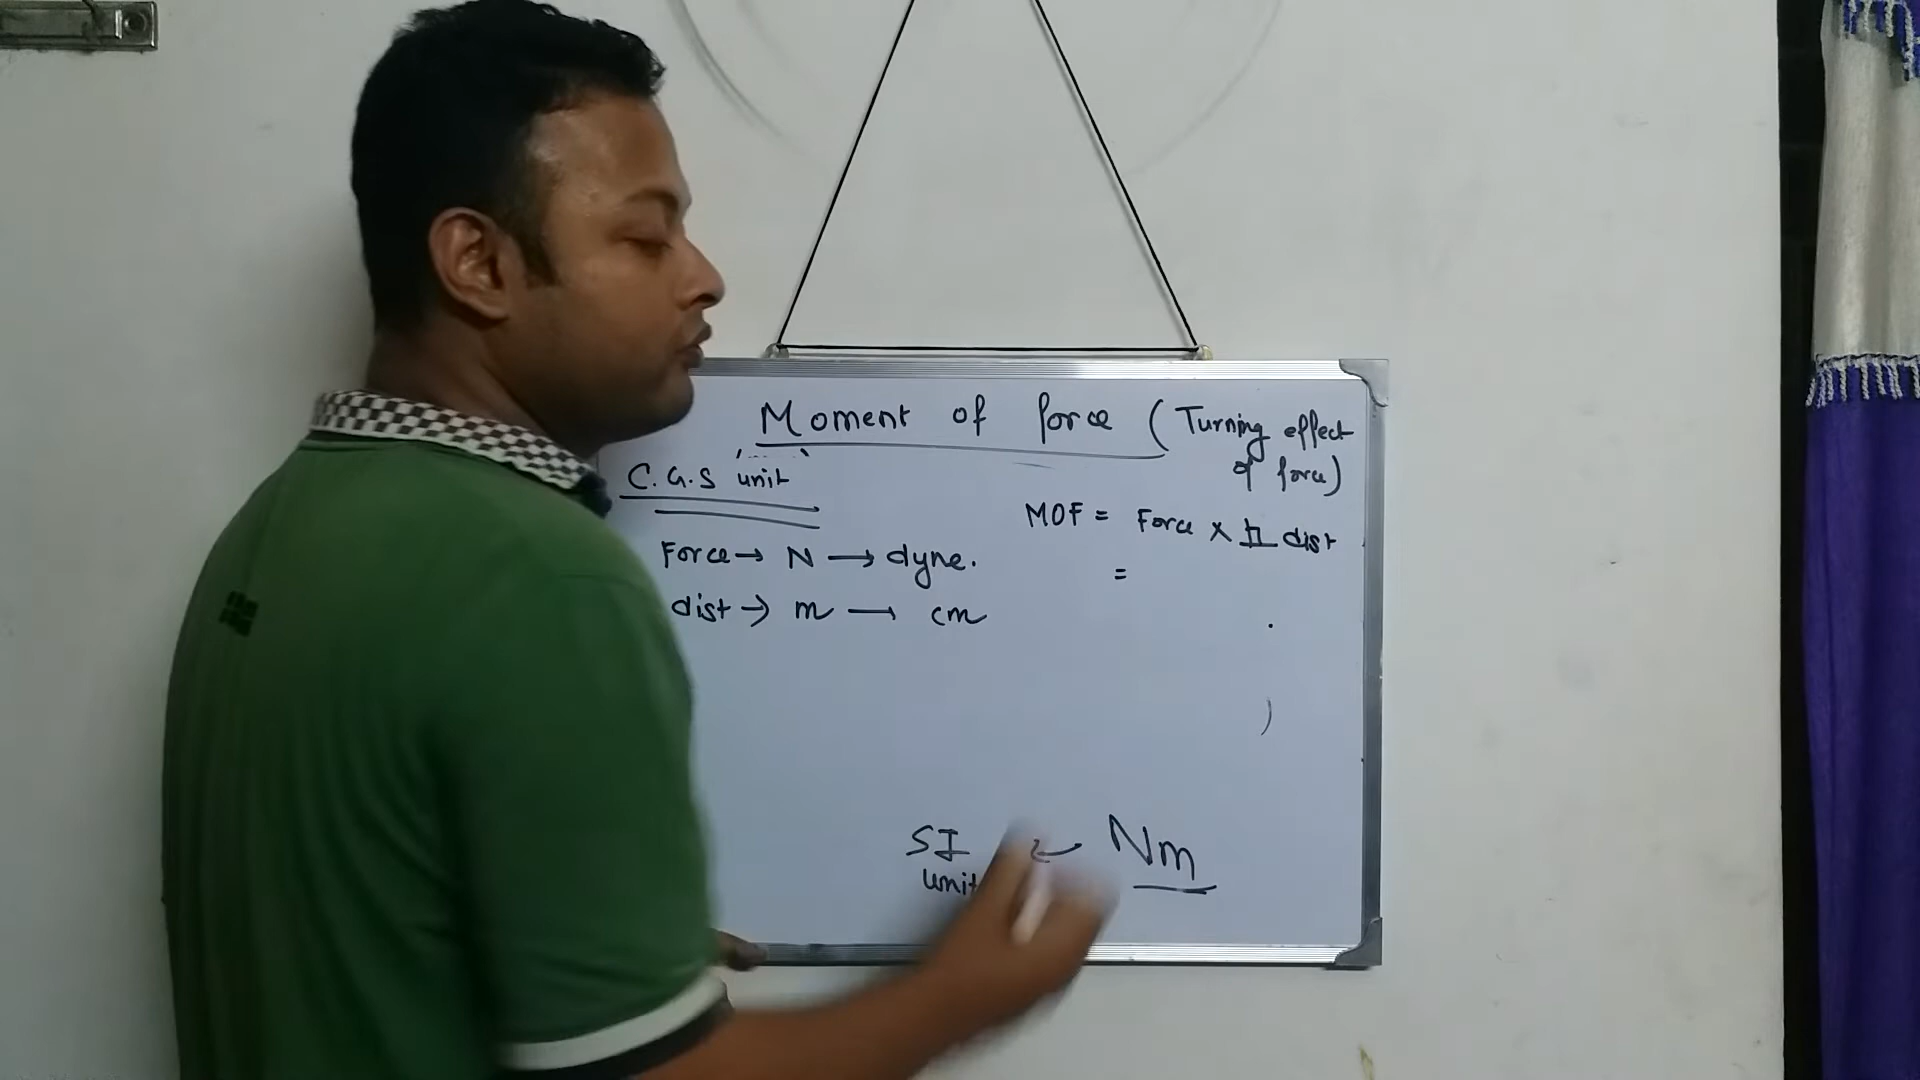 Moment of force (Turning effect
of force)
C.G.S unit
MOF = Force × ⊥ dist
=
Force → N → dyne.
dist → m → cm
SI ← Nm
unit